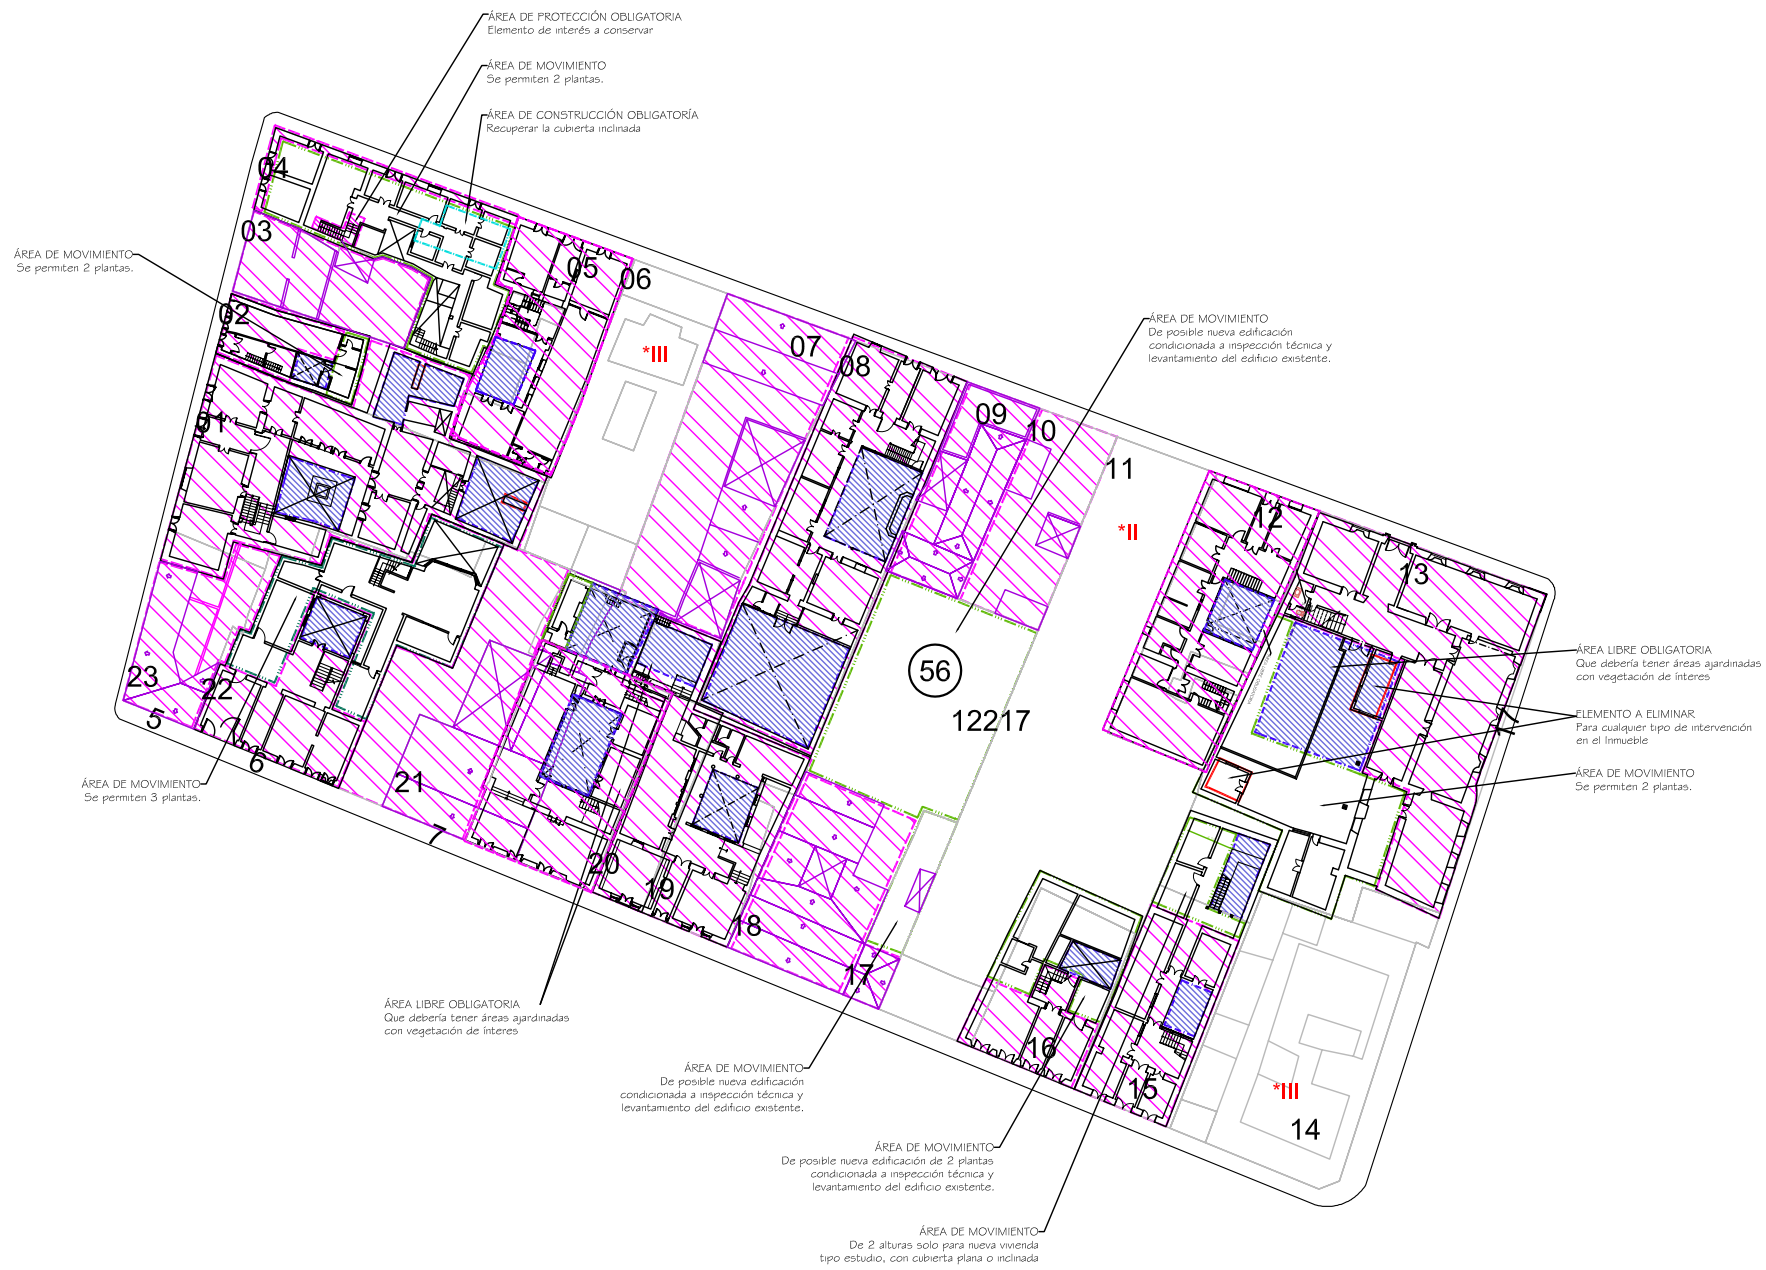 ÁREA DE PROTECCIÓN OBLIGATORIA
Elemento de interés a conservar
ÁREA DE MOVIMIENTO
Se permiten 2 plantas.
ÁREA DE CONSTRUCCIÓN OBLIGATORÍA
Recuperar la cubierta inclinada
04
03
ÁREA DE MOVIMIENTO
Se permiten 2 plantas.
05
06
02
*III
07
08
ÁREA DE MOVIMIENTO
De posible nueva edificación
condicionada a inspección técnica y
levantamiento del edificio existente.
01
09
10
11
*II
12
13
56
12217
ÁREA LIBRE OBLIGATORIA
Que debería tener áreas ajardinadas
con vegetación de ínteres
ELEMENTO A ELIMINAR
Para cualquier tipo de intervención
en el Inmueble
7
ÁREA DE MOVIMIENTO
Se permiten 2 plantas.
23
22
5
6
ÁREA DE MOVIMIENTO
Se permiten 3 plantas.
21
7
20
19
18
17
ÁREA LIBRE OBLIGATORIA
Que debería tener áreas ajardinadas
con vegetación de ínteres
16
15
*III
14
ÁREA DE MOVIMIENTO
De posible nueva edificación
condicionada a inspección técnica y
levantamiento del edificio existente.
ÁREA DE MOVIMIENTO
De posible nueva edificación de 2 plantas
condicionada a inspección técnica y
levantamiento del edificio existente.
ÁREA DE MOVIMIENTO
De 2 alturas solo para nueva vivienda
tipo estudio, con cubierta plana o inclinada